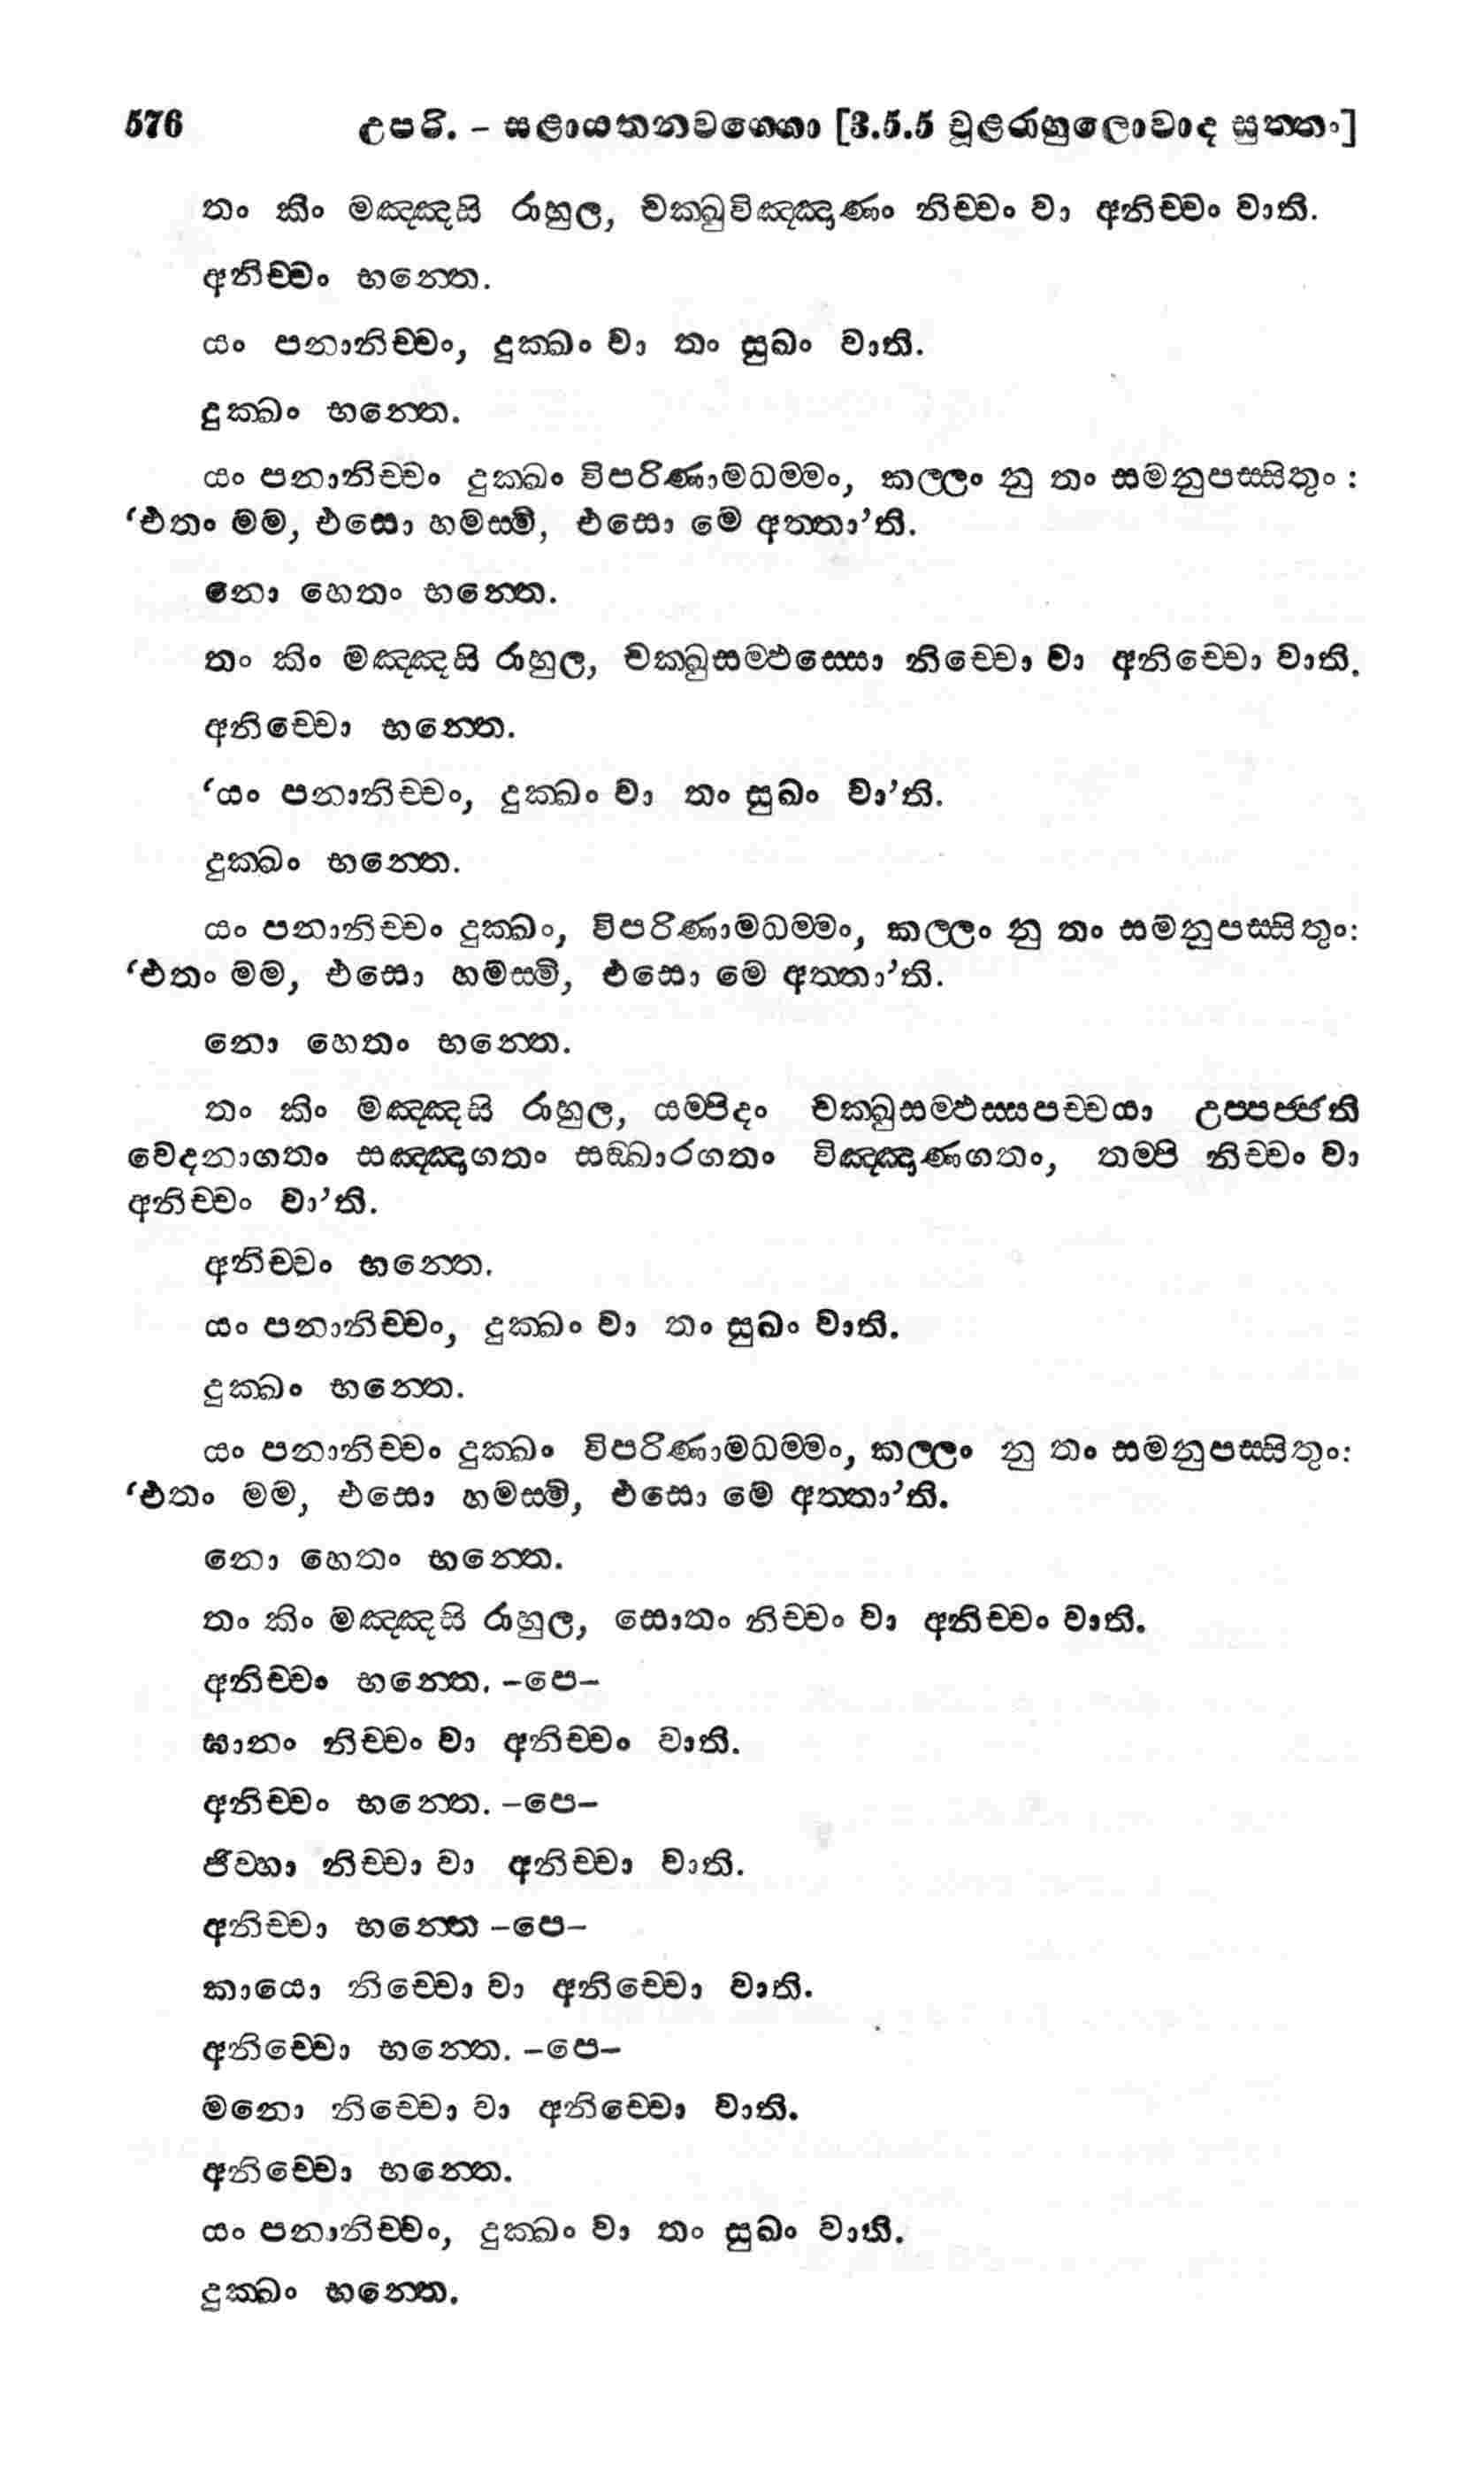 576 උපරි. – සළායතනවග්ගො [3.5.5 චූළරාහුලොවාද සුත්තං]
තං කිං මඤ්ඤසි රාහුල, චක්ඛුවිඤ්ඤාණං නිච්චං වා අනිච්චං වාති.
අනිච්චං භන්තෙ.
යං පනානිච්චං, දුක්ඛං වා තං සුඛං වාති.
දුක්ඛං භන්තෙ.
යං පනානිච්චං දුක්ඛං විපරිණාමධම්මං, කල්ලං නු තං සමනුපස්සිතුං :
‘එතං මම, එසො හමස්මි, එසො මෙ අත්තා’ති.
නො හෙතං භන්තෙ.
තං කිං මඤ්ඤසි රාහුල, චක්ඛුසම්ඵස්සො නිච්චො වා අනිච්චො වාති.
අනිච්චො භන්තෙ.
‘යං පනානිච්චං, දුක්ඛං වා තං සුඛං වා’ති.
දුක්ඛං භන්තෙ.
යං පනානිච්චං දුක්ඛං, විපරිණාමධම්මං, කල්ලං නු තං සමනුපස්සිතුං:
‘එතං මම, එසො හමස්මි, එසො මෙ අත්තා’ති.
නො හෙතං භන්තෙ.
තං කිං මඤ්ඤසි රාහුල, යම්පිදං චක්ඛුසම්ඵස්සපච්චයා උප්පජ්ජති
වෙදනාගතං සඤ්ඤාගතං සඞ්ඛාරගතං විඤ්ඤාණගතං, තම්පි නිච්චං වා
අනිච්චං වා’ති.
අනිච්චං භන්තෙ.
යං පනානිච්චං, දුක්ඛං වා තං සුඛං වාති.
දුක්ඛං භන්තෙ.
යං පනානිච්චං දුක්ඛං විපරිණාමධම්මං, කල්ලං නු තං සමනුපස්සිතුං:
‘එතං මම, එසො හමස්මි, එසො මෙ අත්තා’ති.
නො හෙතං භන්තෙ.
තං කිං මඤ්ඤසි රාහුල, සොතං නිච්චං වා අනිච්චං වාති.
අනිච්චං භන්තෙ. –පෙ–
ඝානං නිච්චං වා අනිච්චං වාති.
අනිච්චං භන්තෙ. –පෙ–
ජිව්හා නිච්චා වා අනිච්චා වාති.
අනිච්චා භන්තෙ –පෙ–
කායො නිච්චො වා අනිච්චො වාති.
අනිච්චො භන්තෙ. –පෙ–
මනො නිච්චො වා අනිච්චො වාති.
අනිච්චො භන්තෙ.
යං පනානිච්චං, දුක්ඛං වා තං සුඛං වාති.
දුක්ඛං භන්තෙ.